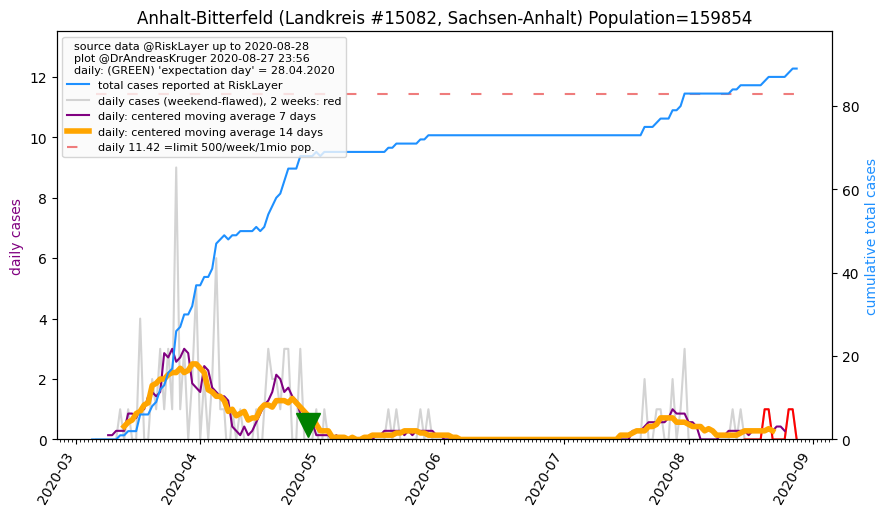 Anhalt-Bitterfeld (Landkreis #15082, Sachsen-Anhalt) Population=159854
source data @RiskLayer up to 2020-08-28
plot @DrAndreasKruger 2020-08-27 23:56
daily: (GREEN) 'expectation day' = 28.04.2020
total cases reported at RiskLayer
daily cases (weekend-flawed), 2 weeks: red
daily: centered moving average 7 days
daily: centered moving average 14 days
daily 11.42 =limit 500/week/1mio pop.
daily cases
12
10
8
6
4
2
0
cumulative total cases
80
60
40
20
0
2020-03
2020-04
2020-05
2020-06
2020-07
2020-08
2020-09